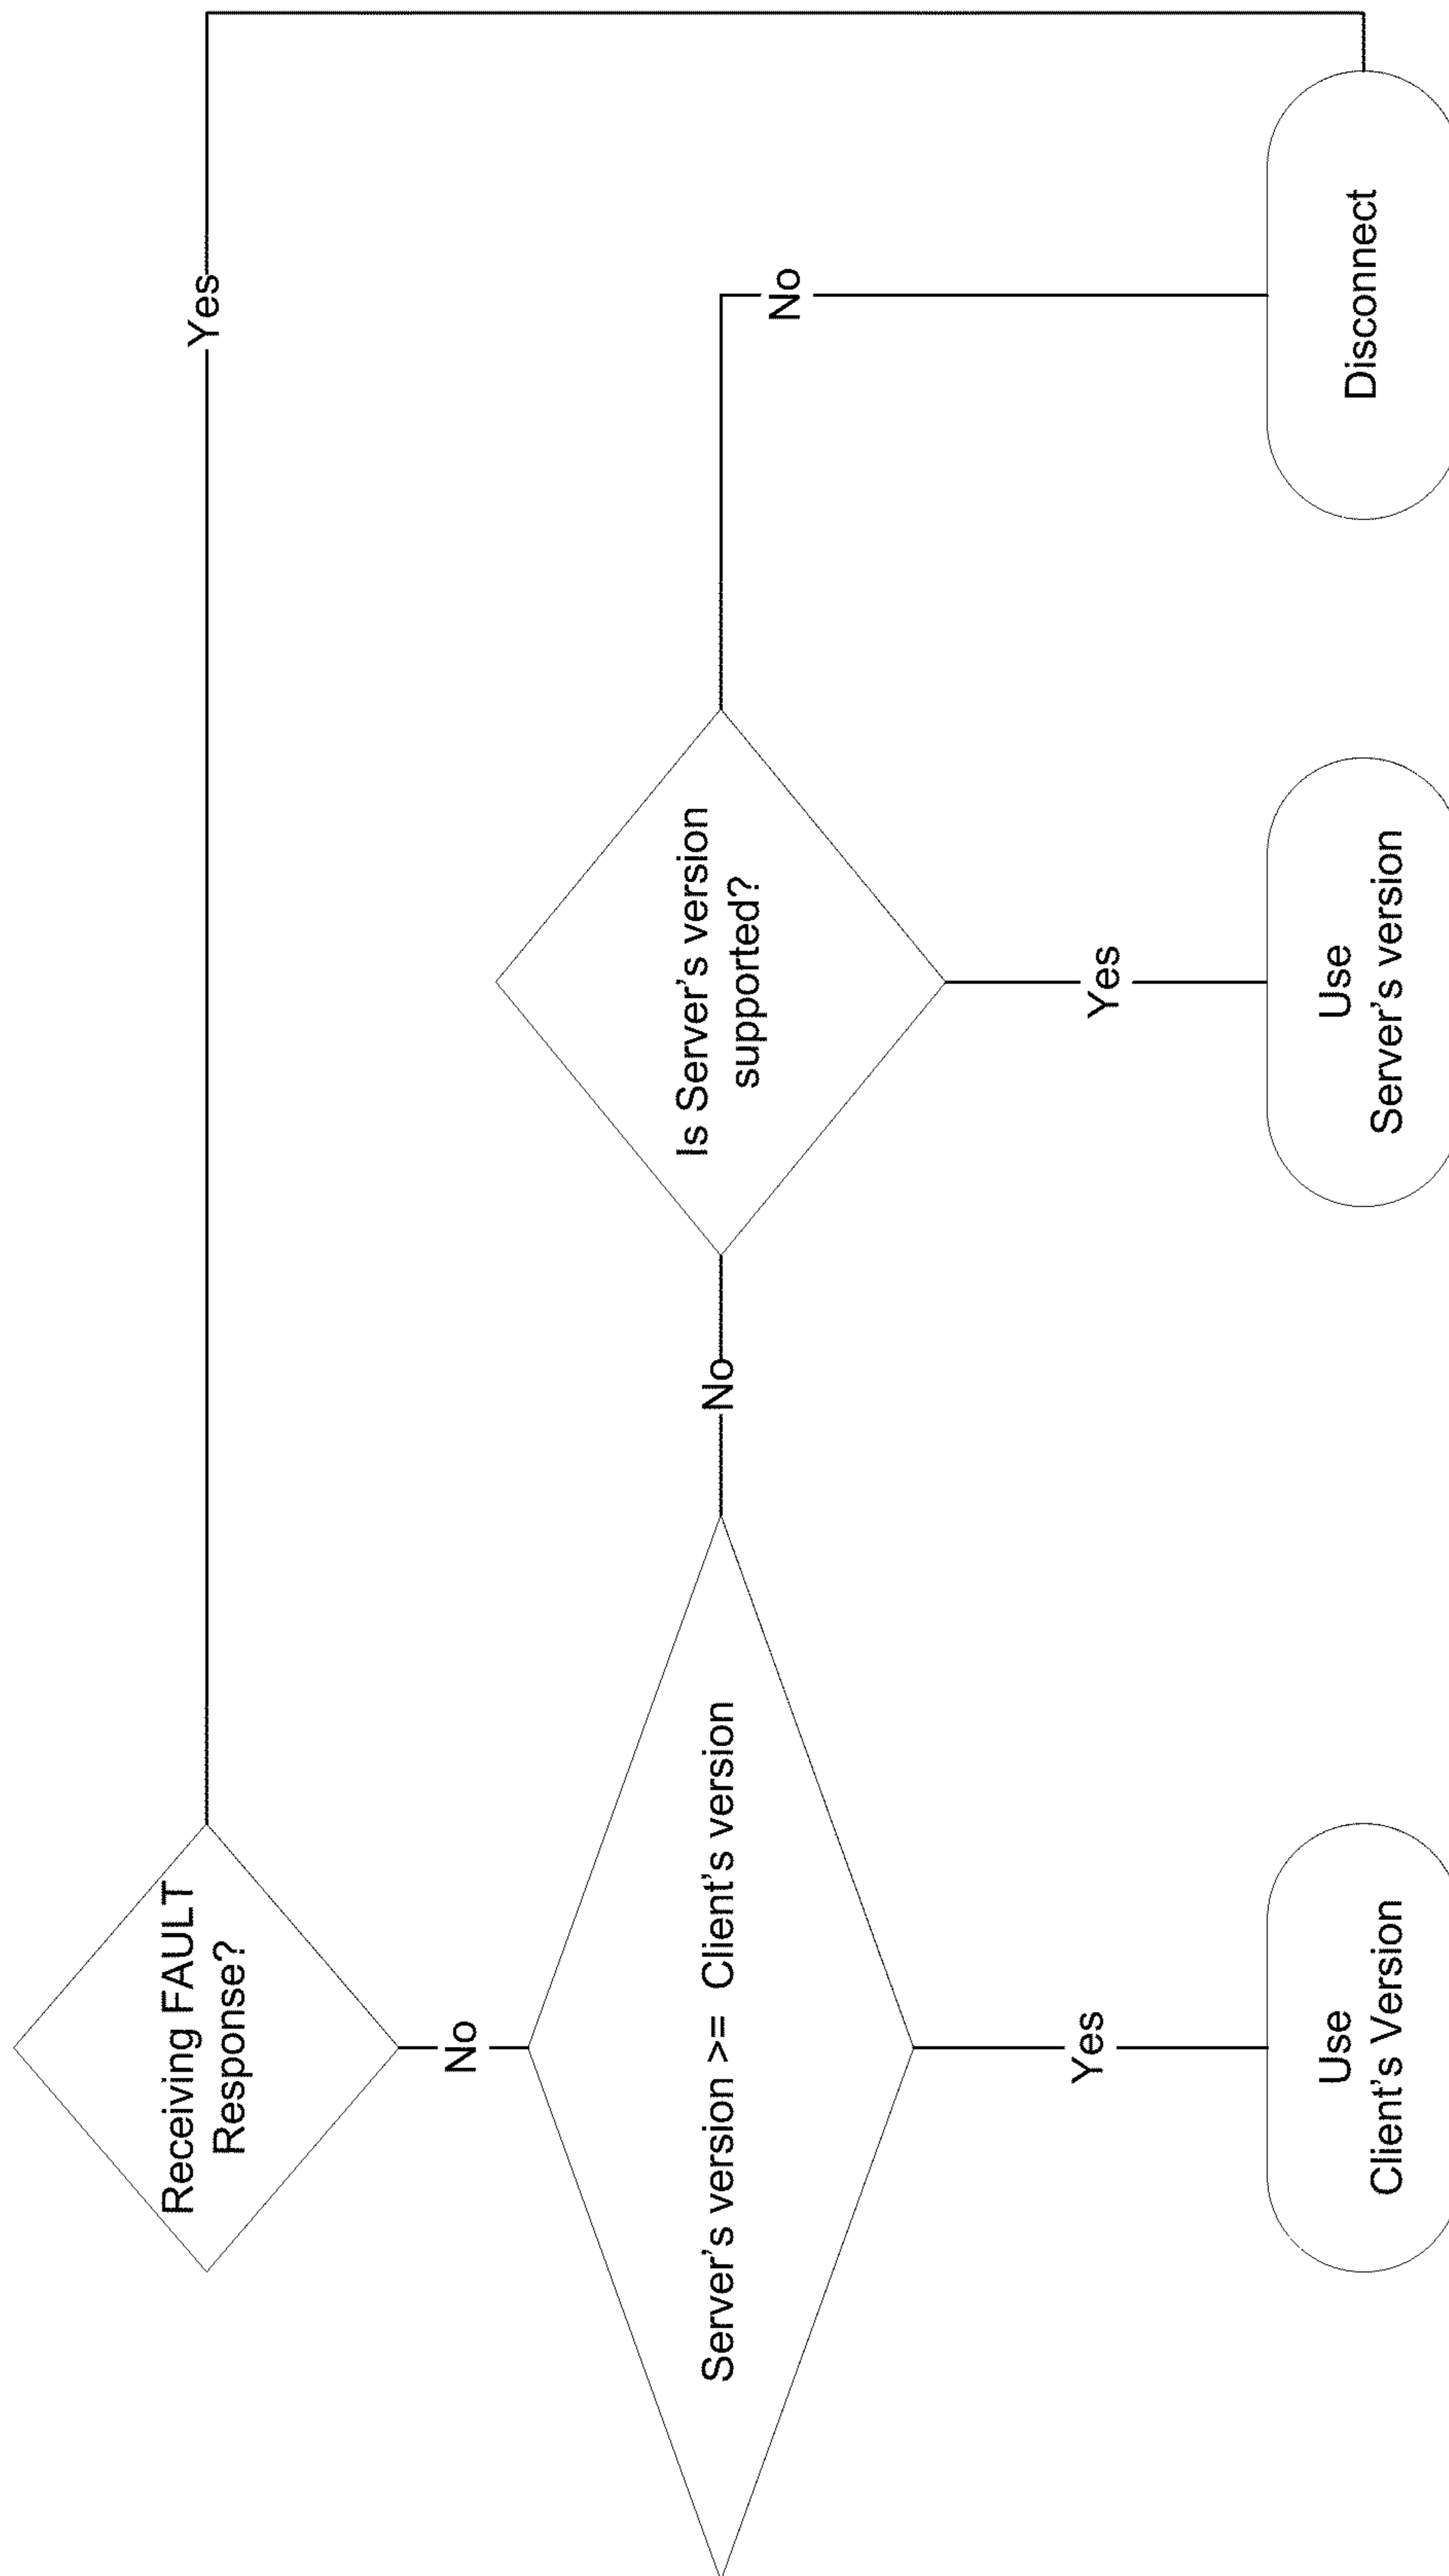 Receiving FAULT
Response?
Yes
No
Server's version >= Client's version
No
Is Server's version
supported?
No
Yes
Yes
Use
Client's Version
Use
Server's version
Disconnect